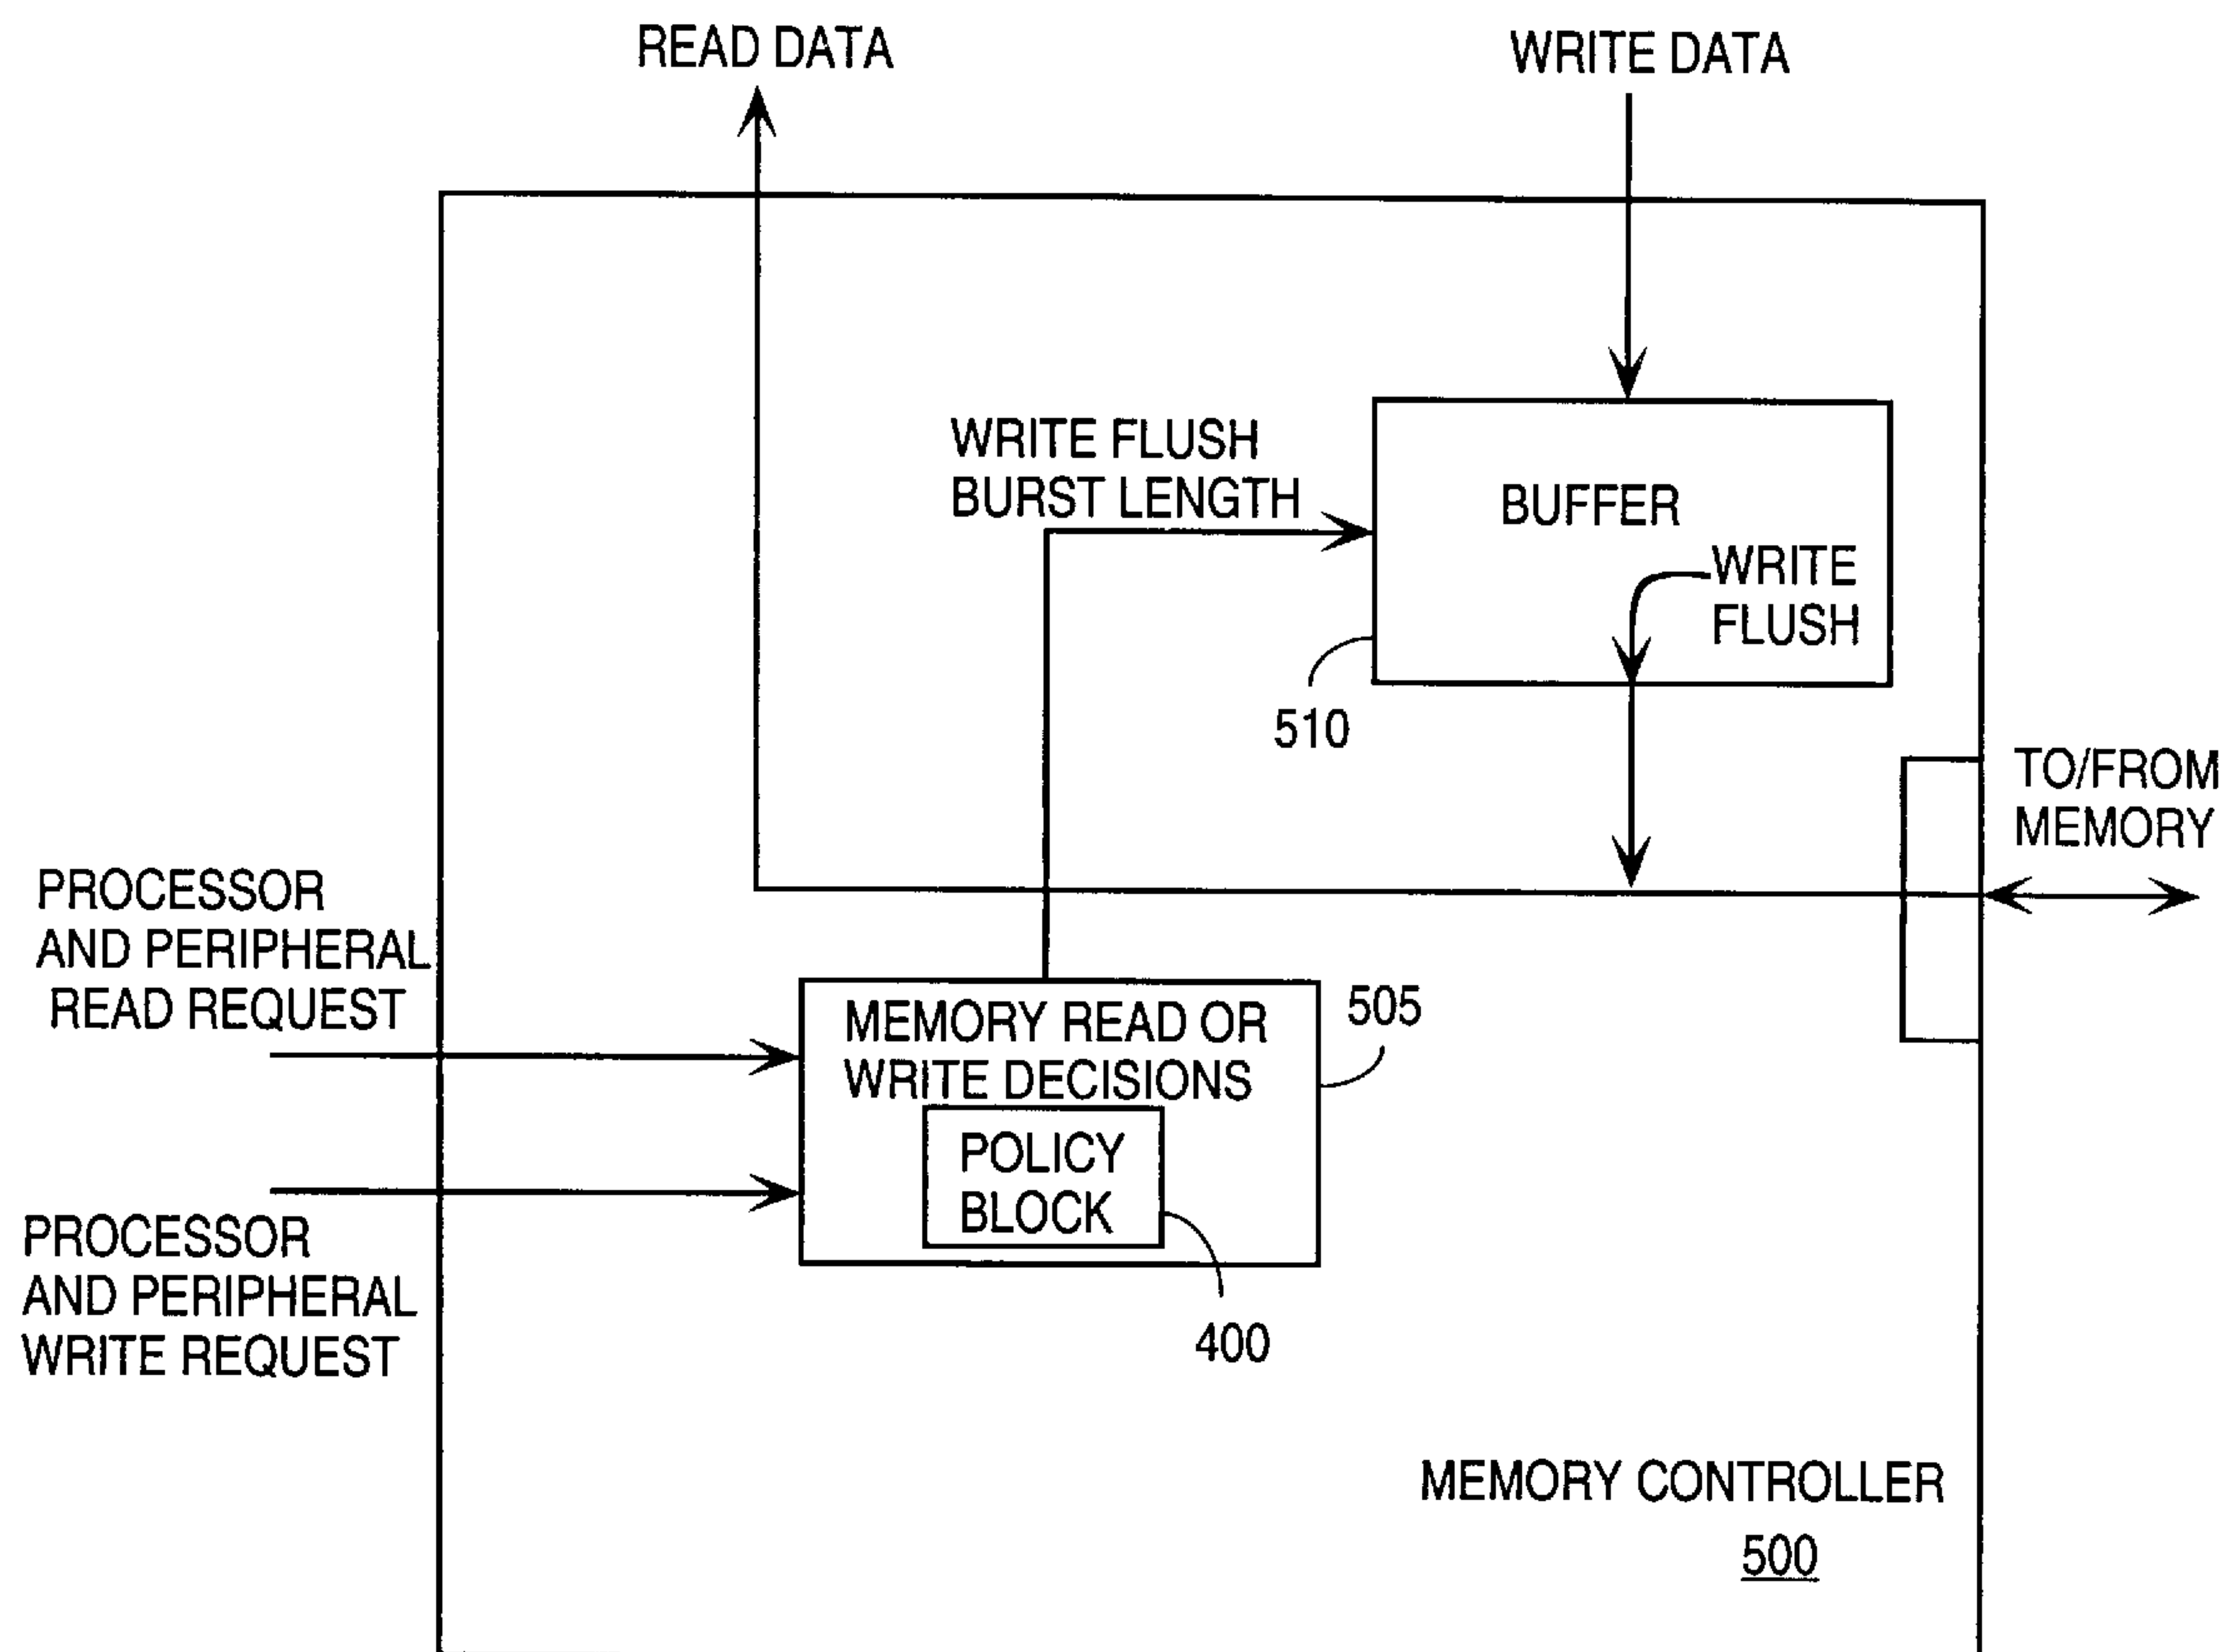 READ DATA
WRITE DATA
WRITE FLUSH
BURST LENGTH
BUFFER
WRITE
FLUSH
510
TO/FROM
MEMORY
PROCESSOR
AND PERIPHERAL
READ REQUEST
MEMORY READ OR
WRITE DECISIONS
505
POLICY
BLOCK
400
PROCESSOR
AND PERIPHERAL
WRITE REQUEST
MEMORY CONTROLLER
500